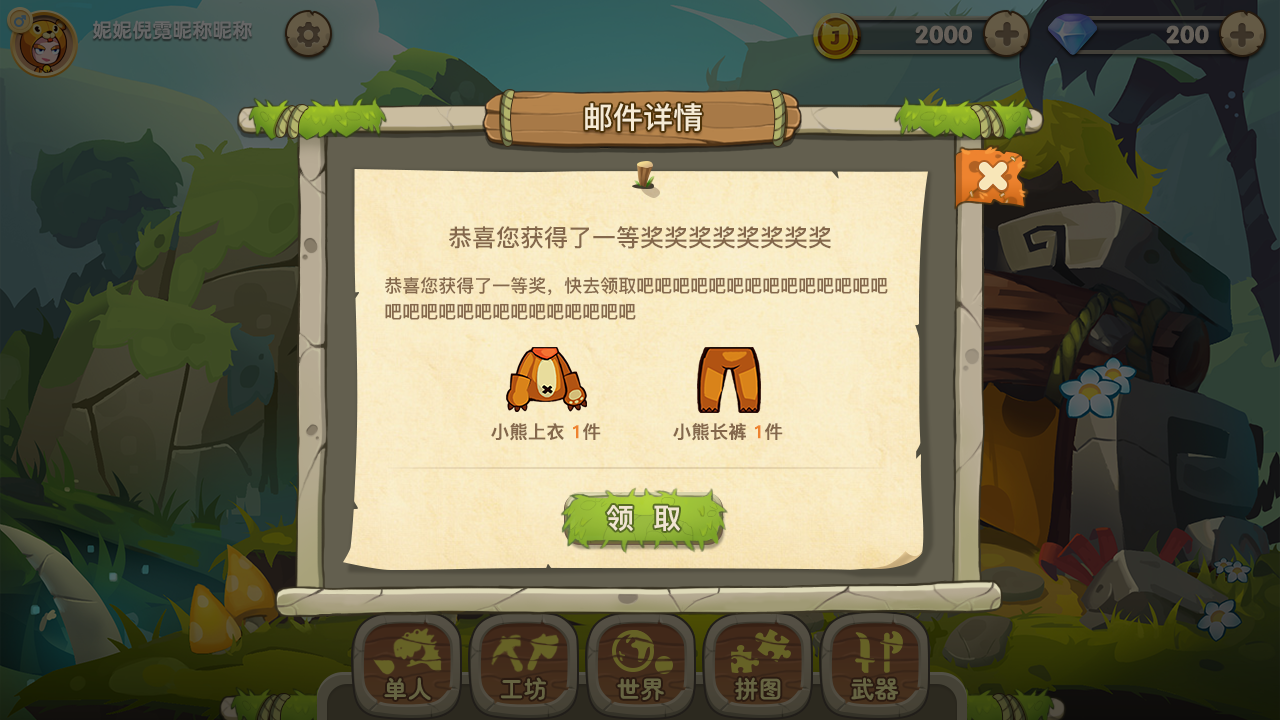 妮妮倪霓昵称昵称
2000
200
邮件详情
恭喜您获得了一等奖奖奖奖奖奖奖奖
恭喜您获得了一等奖，快去领取吧吧吧吧吧吧吧吧吧吧吧吧吧吧
吧吧吧吧吧吧吧吧吧吧吧吧吧吧
小熊上衣 1件
小熊长裤 1件
领 取
单人
工坊
世界
拼图
武器